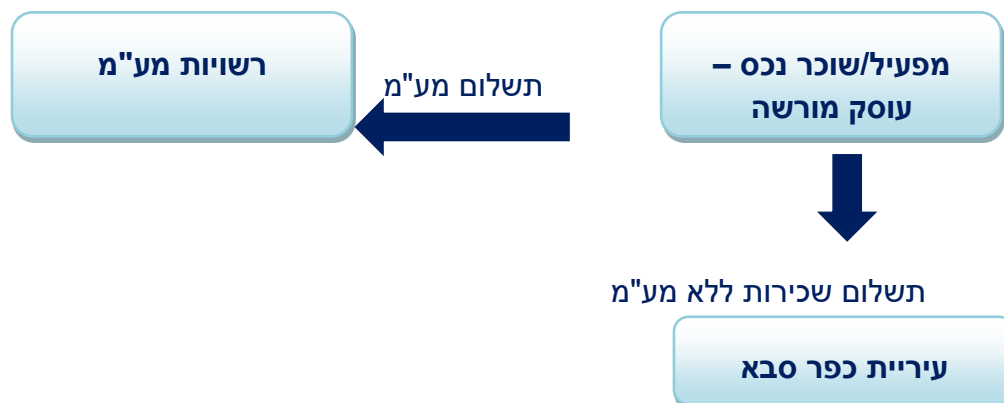 מפעיל/שוכר נכס –
עוסק מורשה
תשלום מע"מ
רשויות מע"מ
תשלום שכירות ללא מע"מ
עיריית כפר סבא